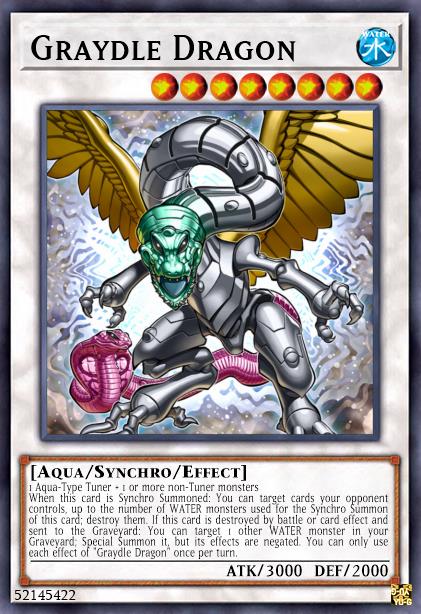 GRAYDLE DRAGON
WATER
水
[AQUA/SYNCHRO/EFFECT]
1 Aqua-Type Tuner + 1 or more non-Tuner monsters
When this card is Synchro Summoned: You can target cards your opponent
controls, up to the number of WATER monsters used for the Synchro Summon
of this card; destroy them. If this card is destroyed by battle or card effect and
sent to the Graveyard: You can target 1 other WATER monster in your
Graveyard; Special Summon it, but its effects are negated. You can only use
each effect of "Graydle Dragon" once per turn.
ATK/3000 DEF/2000
52145422